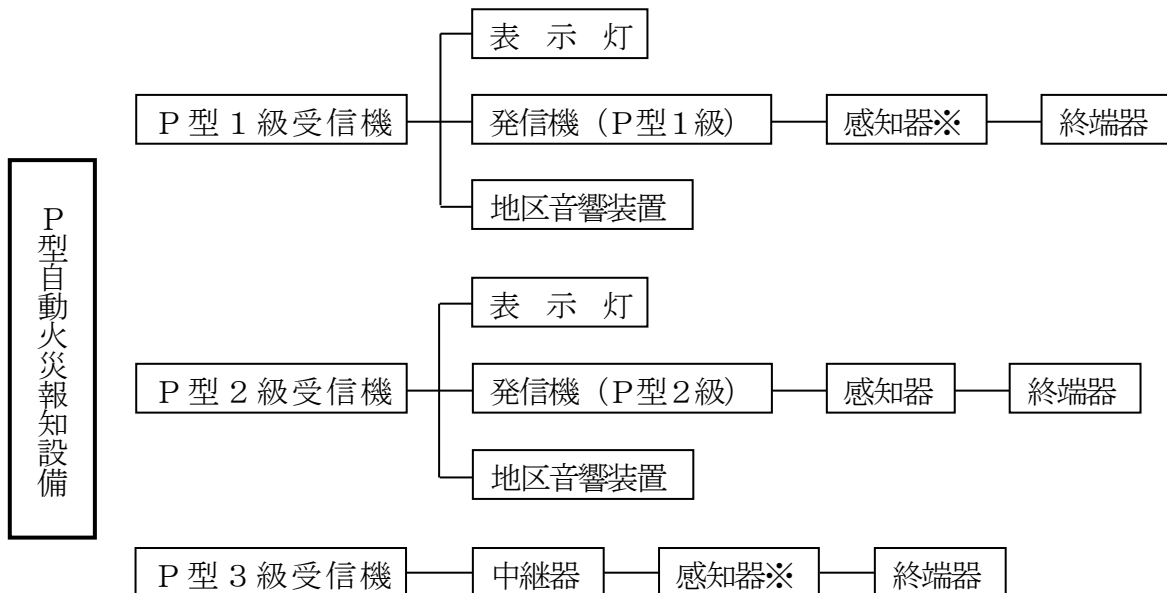 P型自動火災報知設備
表示灯
P型1級受信機
発信機（P型1級）
感知器※
終端器
地区音響装置
表示灯
P型2級受信機
発信機（P型2級）
感知器
終端器
地区音響装置
P型3級受信機
中継器
感知器※
終端器